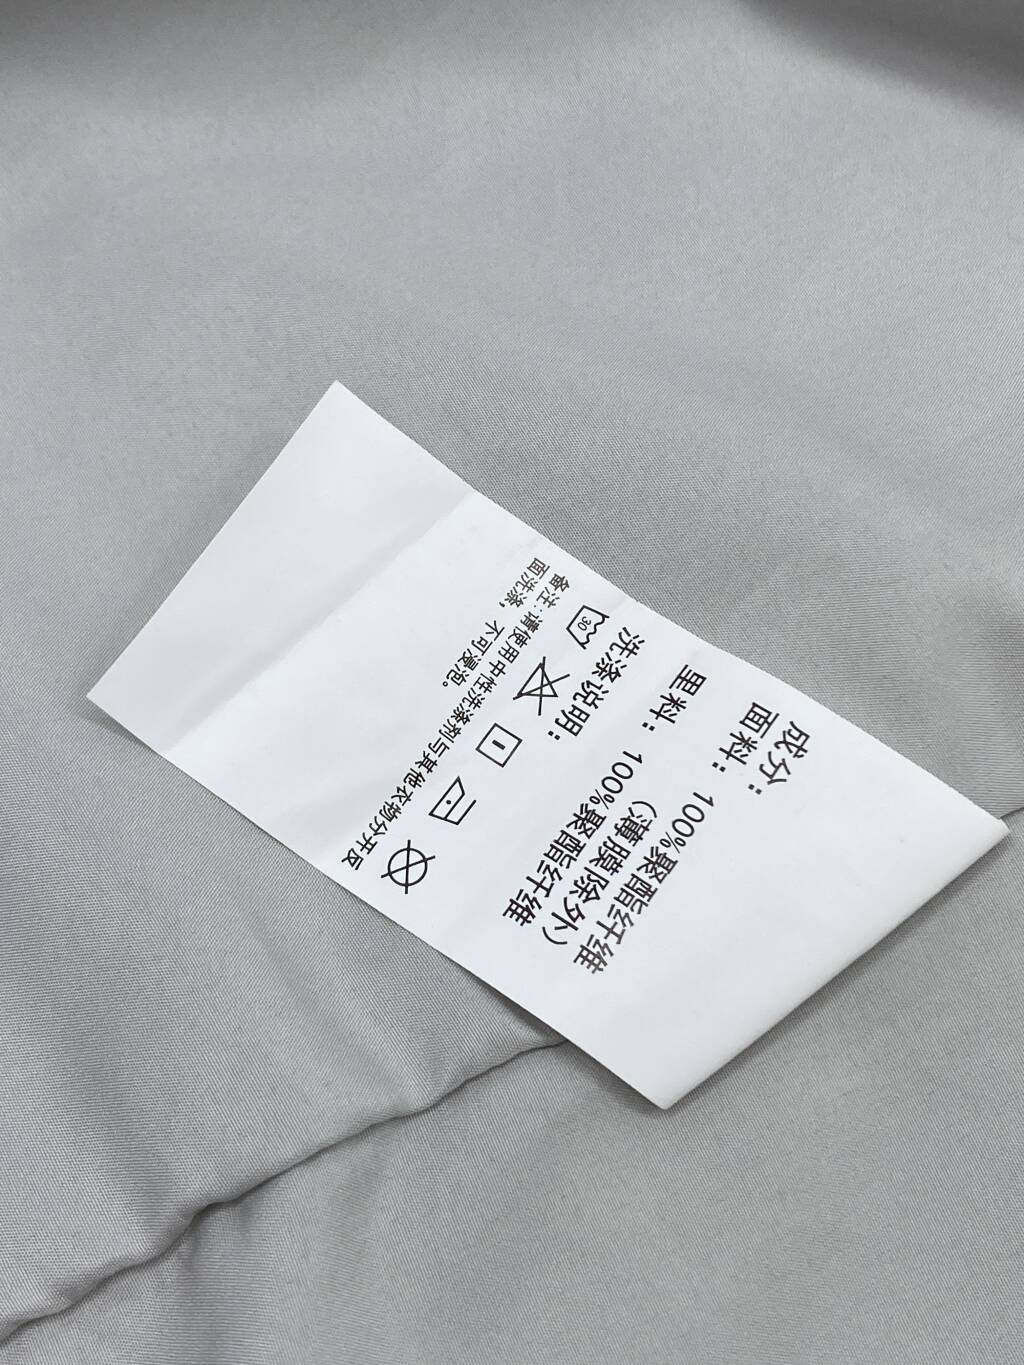 成分：
面料：100%聚酯纤维
（薄膜除外）
里料：100%聚酯纤维
洗涤说明：
30
备注：请使用中性洗涤剂与其他衣物分开反
面洗涤，不可浸泡。